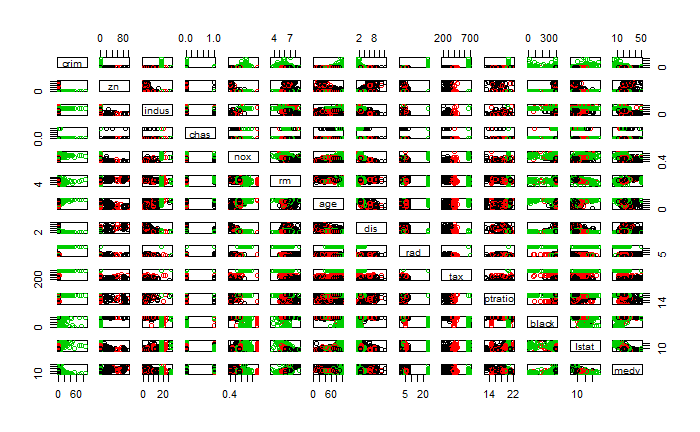 0 80 0.0 1.0 4 7 2 8 200 700 0 300 10 50
crim 0
0 zn
indus 0
0.0 chas
nox 0.4
4 rm
age 0
2 dis
rad 5
200 tax
ptratio 14
0 black
lstat 10
10 medv
0 60 0 20 0.4 0 60 5 20 14 22 10